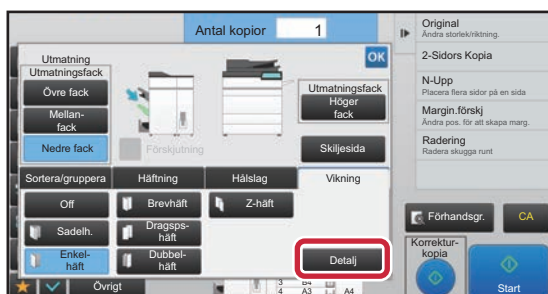 Antal kopior 1
Utmatning
OK
Utmatningsfack
Övre fack
Mellan-
fack
Nedre fack
Förskjutning
Utmatningsfack
Höger
fack
Skiljesida
Sortera/gruppera
Häftning
Hålslag
Vikning
Off
Brevhäft
Z-häft
Sadelh.
Dragsps-
häft
Enkel-
häft
Dubbel-
häft
Detalj
Övrigt
3 B4
4 A3 A4
Original
Ändra storlek/riktning.
2-Sidors Kopia
N-Upp
Placera flera sidor på en sida
Margin.förskj
Ändra pos. för att skapa marg.
Radering
Radera skugga runt
Förhandsgr.
CA
Korrektur-
kopia
Start